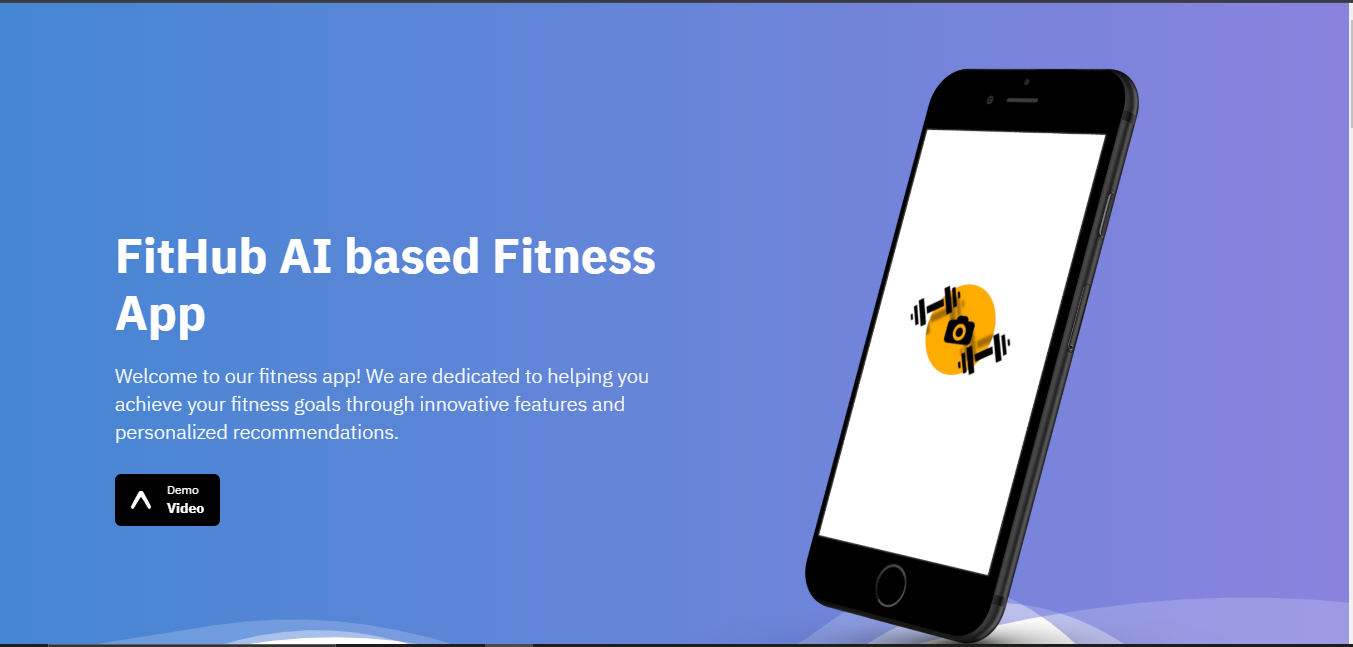 FitHub AI based Fitness
App
Welcome to our fitness app! We are dedicated to helping you
achieve your fitness goals through innovative features and
personalized recommendations.
Demo
Video